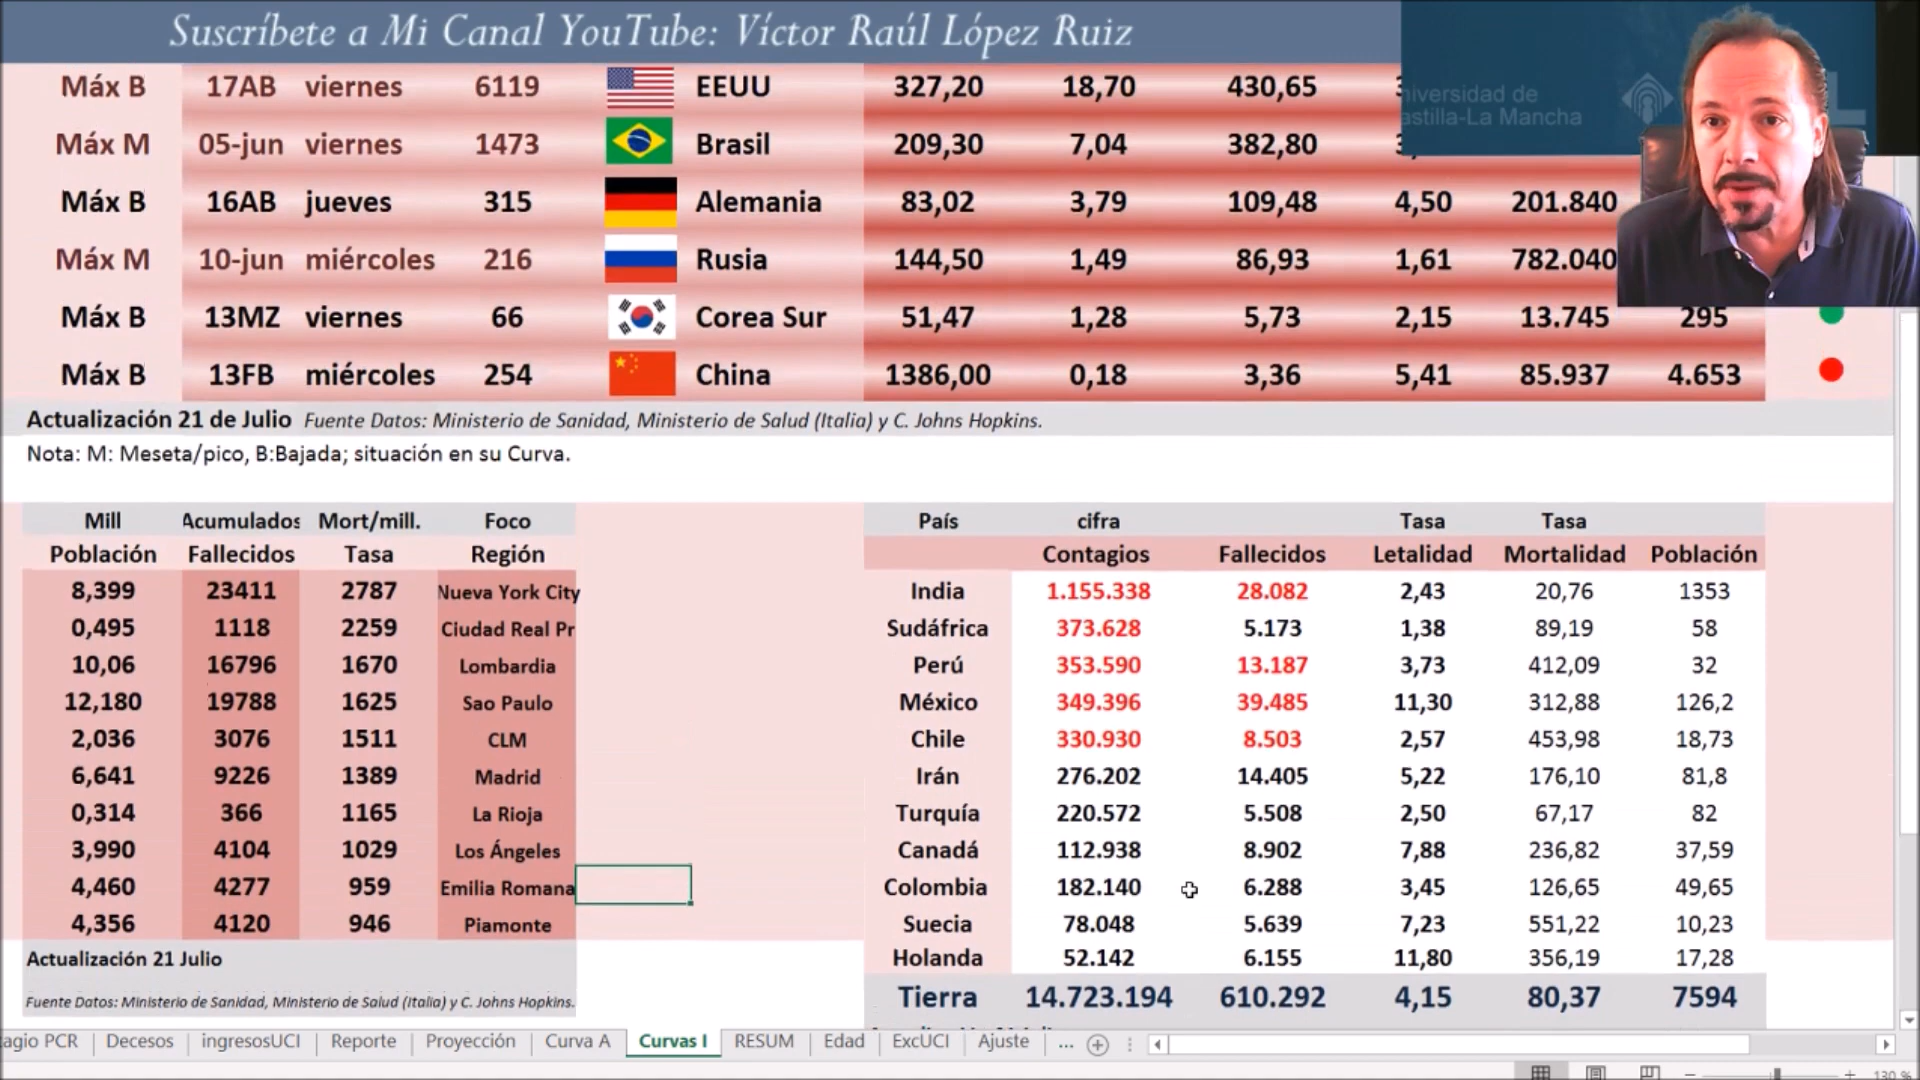 Suscríbete a Mi Canal YouTube: Víctor Raúl López Ruiz
Máx B 17AB viernes 6119 EEUU 327,20 18,70 430,65
Máx M 05-jun viernes 1473 Brasil 209,30 7,04 382,80
Máx B 16AB jueves 315 Alemania 83,02 3,79 109,48 4,50 201.840
Máx M 10-jun miércoles 216 Rusia 144,50 1,49 86,93 1,61 782.040
Máx B 13MZ viernes 66 Corea Sur 51,47 1,28 5,73 2,15 13.745 295
Máx B 13FB miércoles 254 China 1386,00 0,18 3,36 5,41 85.937 4.653
niversidad de
astilla-La Mancha
Actualización 21 de Julio Fuente Datos: Ministerio de Sanidad, Ministerio de Salud (Italia) y C. Johns Hopkins.
Nota: M: Meseta/pico, B:Bajada; situación en su Curva.
Mill Acumulados Mort/mill. Foco
Población Fallecidos Tasa Región
8,399 23411 2787 Nueva York City
0,495 1118 2259 Ciudad Real Pr
10,06 16796 1670 Lombardia
12,180 19788 1625 Sao Paulo
2,036 3076 1511 CLM
6,641 9226 1389 Madrid
0,314 366 1165 La Rioja
3,990 4104 1029 Los Ángeles
4,460 4277 959 Emilia Romana
4,356 4120 946 Piamonte
Actualización 21 Julio
Fuente Datos: Ministerio de Sanidad, Ministerio de Salud (Italia) y C. Johns Hopkins.
País cifra Tasa Tasa
Contagios Fallecidos Letalidad Mortalidad Población
India 1.155.338 28.082 2,43 20,76 1353
Sudáfrica 373.628 5.173 1,38 89,19 58
Perú 353.590 13.187 3,73 412,09 32
México 349.396 39.485 11,30 312,88 126,2
Chile 330.930 8.503 2,57 453,98 18,73
Irán 276.202 14.405 5,22 176,10 81,8
Turquía 220.572 5.508 2,50 67,17 82
Canadá 112.938 8.902 7,88 236,82 37,59
Colombia 182.140 6.288 3,45 126,65 49,65
Suecia 78.048 5.639 7,23 551,22 10,23
Holanda 52.142 6.155 11,80 356,19 17,28
Tierra 14.723.194 610.292 4,15 80,37 7594
tagio PCR Decesos ingresosUCI Reporte Proyección Curva A Curvas I RESUM Edad ExcUCI Ajuste ...
130 %